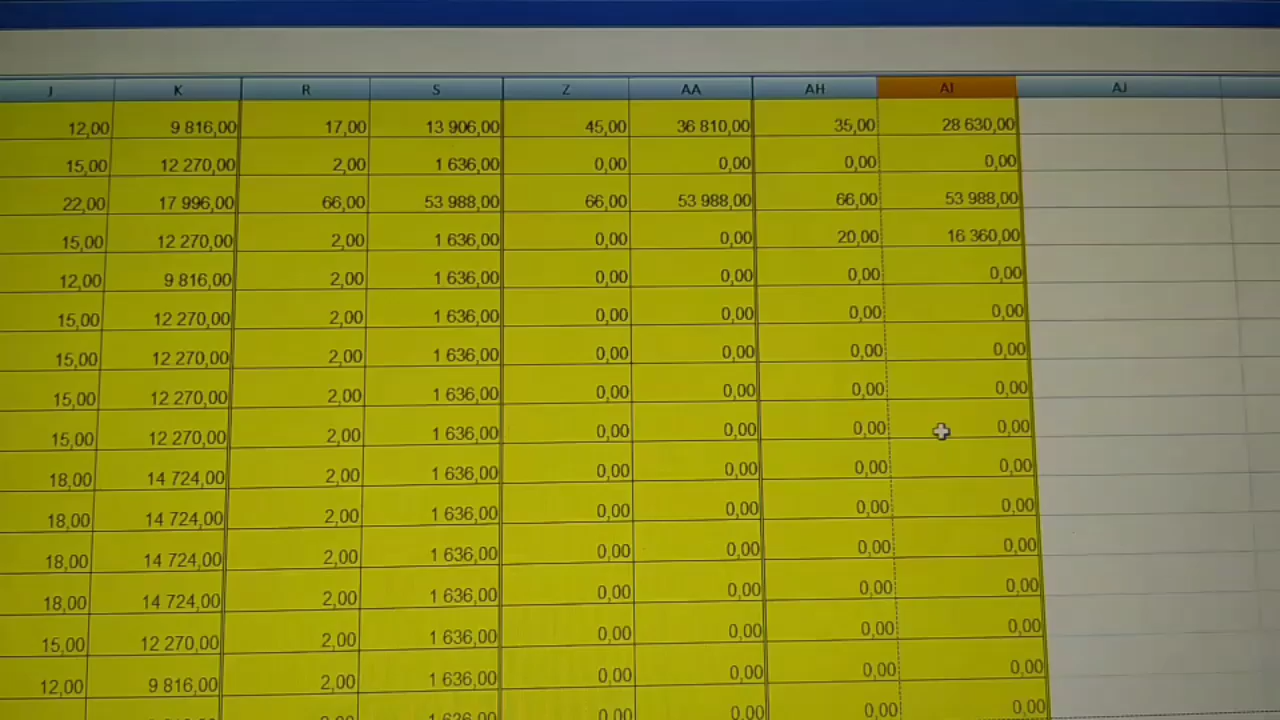 J K R S Z AA AH AI AJ
12,00 9 816,00 17,00 13 906,00 45,00 36 810,00 35,00 28 630,00
15,00 12 270,00 2,00 1 636,00 0,00 0,00 0,00 0,00
22,00 17 996,00 66,00 53 988,00 66,00 53 988,00 66,00 53 988,00
15,00 12 270,00 2,00 1 636,00 0,00 0,00 20,00 16 360,00
12,00 9 816,00 2,00 1 636,00 0,00 0,00 0,00 0,00
15,00 12 270,00 2,00 1 636,00 0,00 0,00 0,00 0,00
15,00 12 270,00 2,00 1 636,00 0,00 0,00 0,00 0,00
15,00 12 270,00 2,00 1 636,00 0,00 0,00 0,00 0,00
15,00 12 270,00 2,00 1 636,00 0,00 0,00 0,00 0,00
18,00 14 724,00 2,00 1 636,00 0,00 0,00 0,00 0,00
18,00 14 724,00 2,00 1 636,00 0,00 0,00 0,00 0,00
18,00 14 724,00 2,00 1 636,00 0,00 0,00 0,00 0,00
18,00 14 724,00 2,00 1 636,00 0,00 0,00 0,00 0,00
15,00 12 270,00 2,00 1 636,00 0,00 0,00 0,00 0,00
12,00 9 816,00 2,00 1 636,00 0,00 0,00 0,00 0,00
0,00 0,00 0,00 0,00